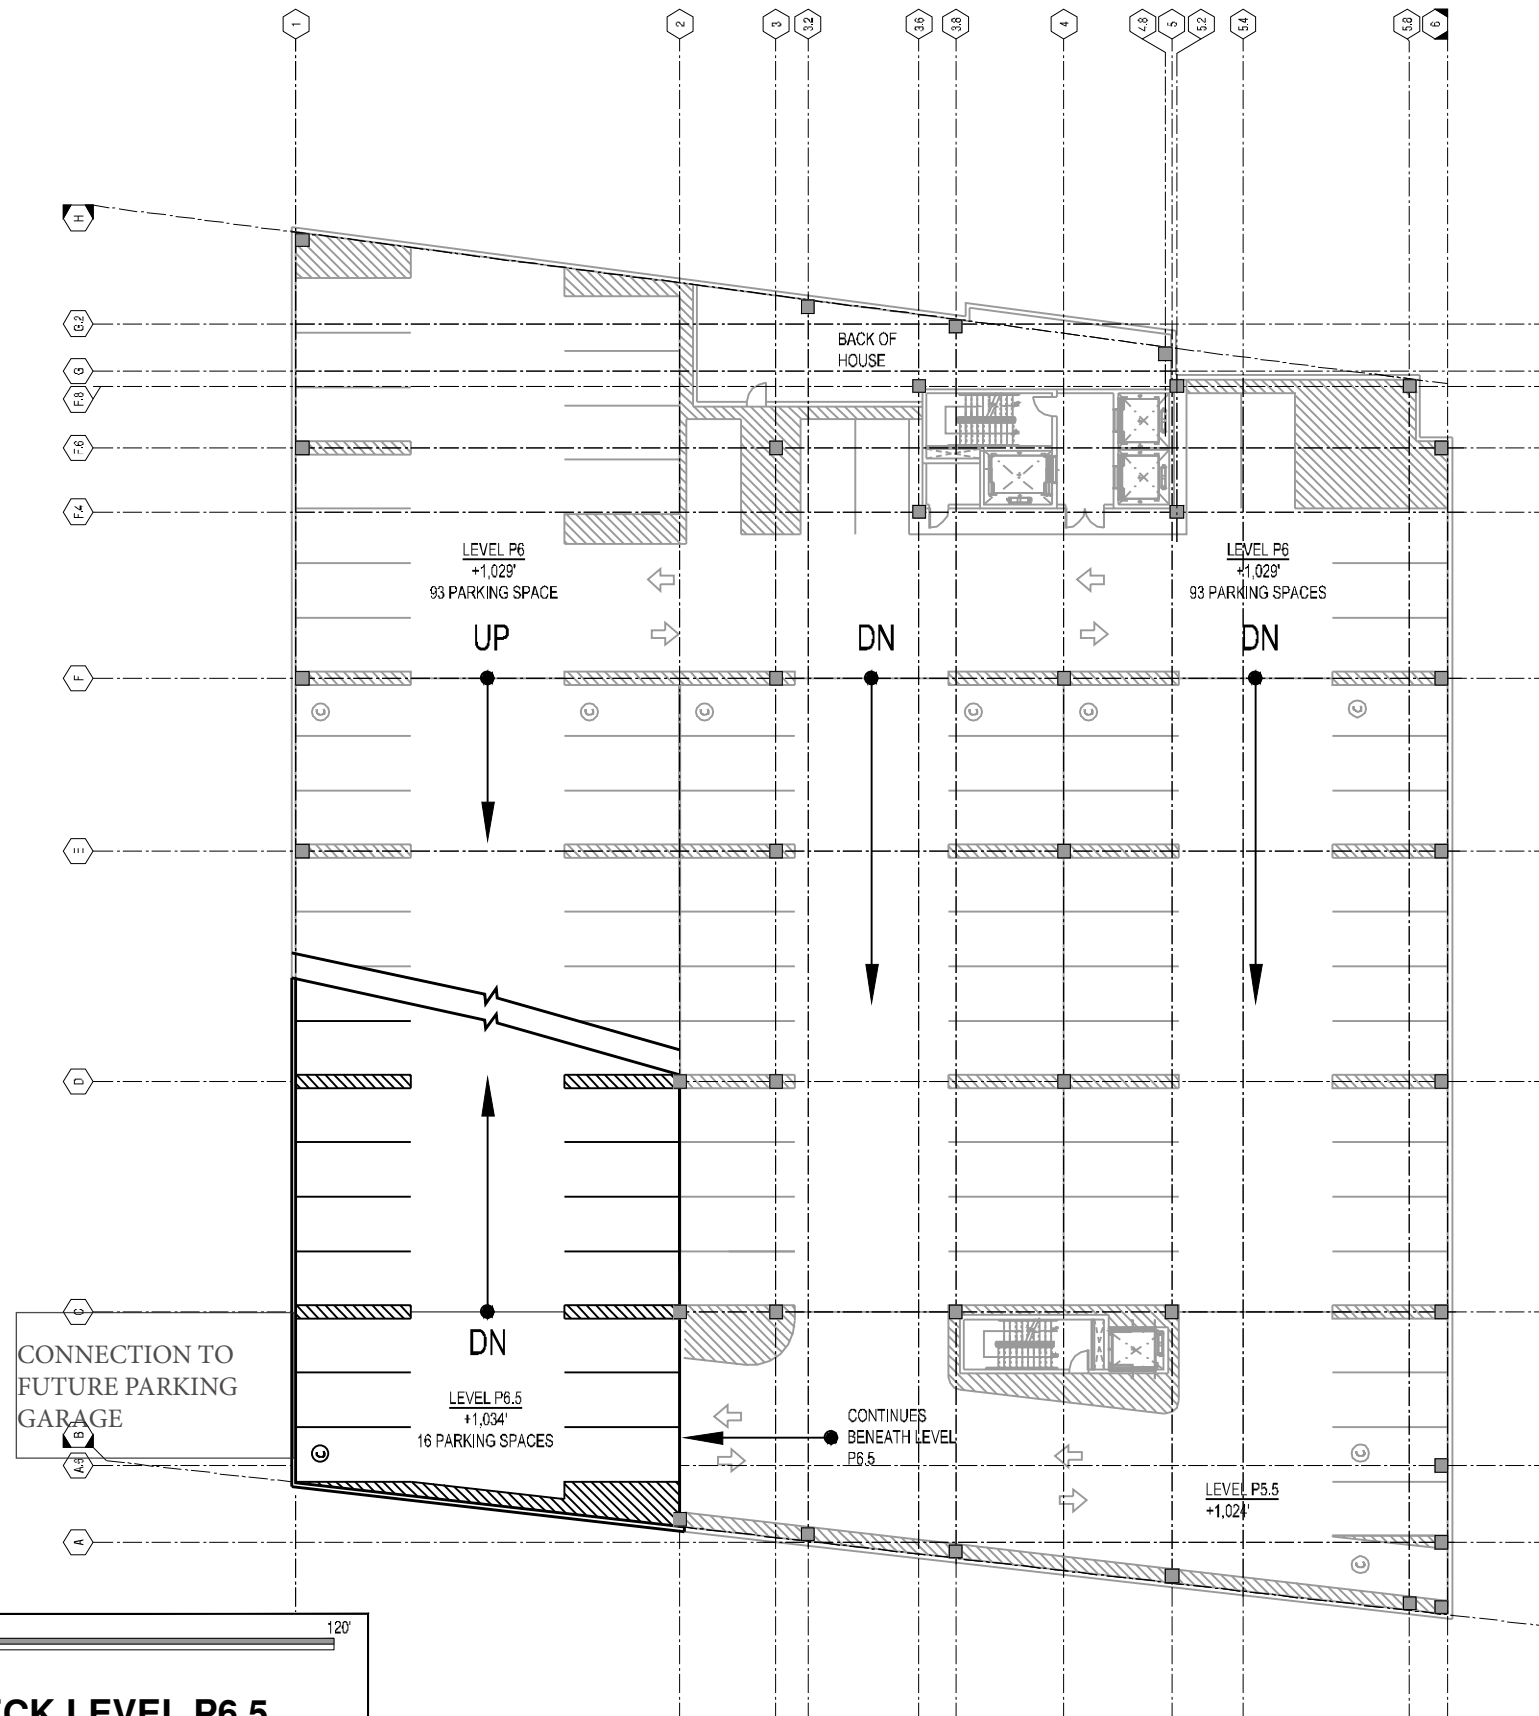 1
2
3
3.2
3.6
3.8
4
4.8
5
5.2
5.4
5.8
6
H
G.2
G
F.8
F.6
F.4
F
E
D
C
B
A.9
A
BACK OF
HOUSE
LEVEL P6
+1,029'
93 PARKING SPACE
UP
DN
LEVEL P6
+1,029'
93 PARKING SPACES
DN
C
C
C
C
C
C
DN
LEVEL P6.5
+1,034'
16 PARKING SPACES
C
CONNECTION TO
FUTURE PARKING
GARAGE
CONTINUES
BENEATH LEVEL
P6.5
C
LEVEL P5.5
+1,024'
C
120'
LEVEL P6.5